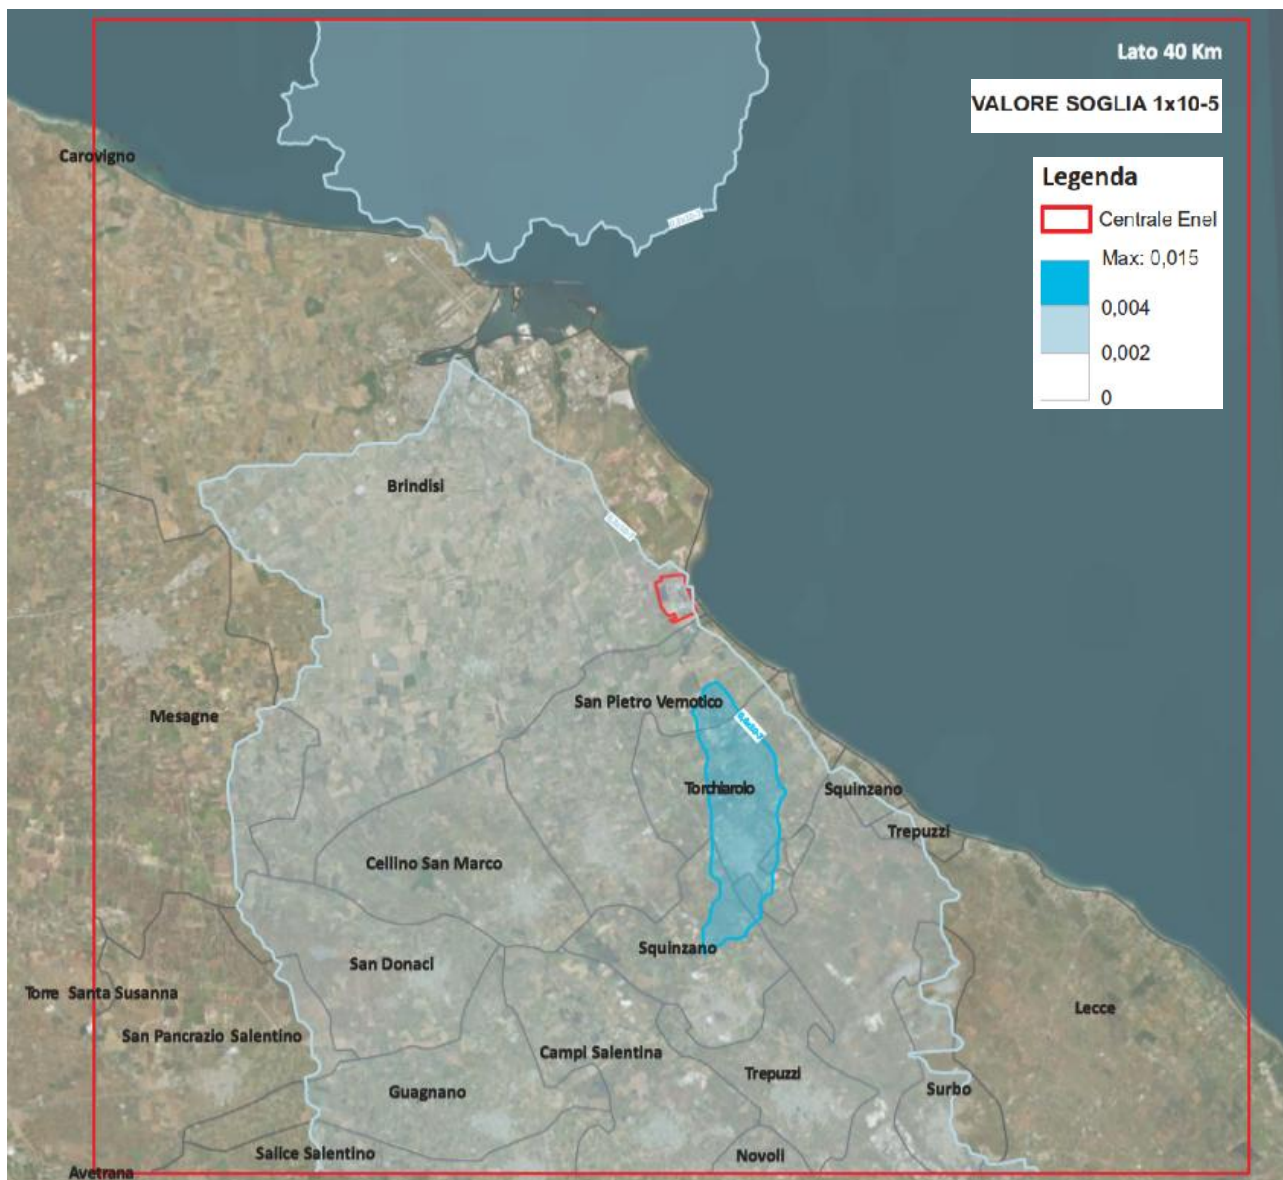 Lato 40 Km
VALORE SOGLIA 1x10-5
Legenda
Centrale Enel
Max: 0,015
0,004
0,002
0
Carovigno
Brindisi
Mesagne
San Pietro Vernotico
Torchiarolo
Squinzano
Trepuzzi
Cellino San Marco
Squinzano
San Donaci
Torre Santa Susanna
Lecce
San Pancrazio Salentino
Campi Salentina
Trepuzzi
Guagnano
Surbo
Salice Salentino
Novoli
Avetrana